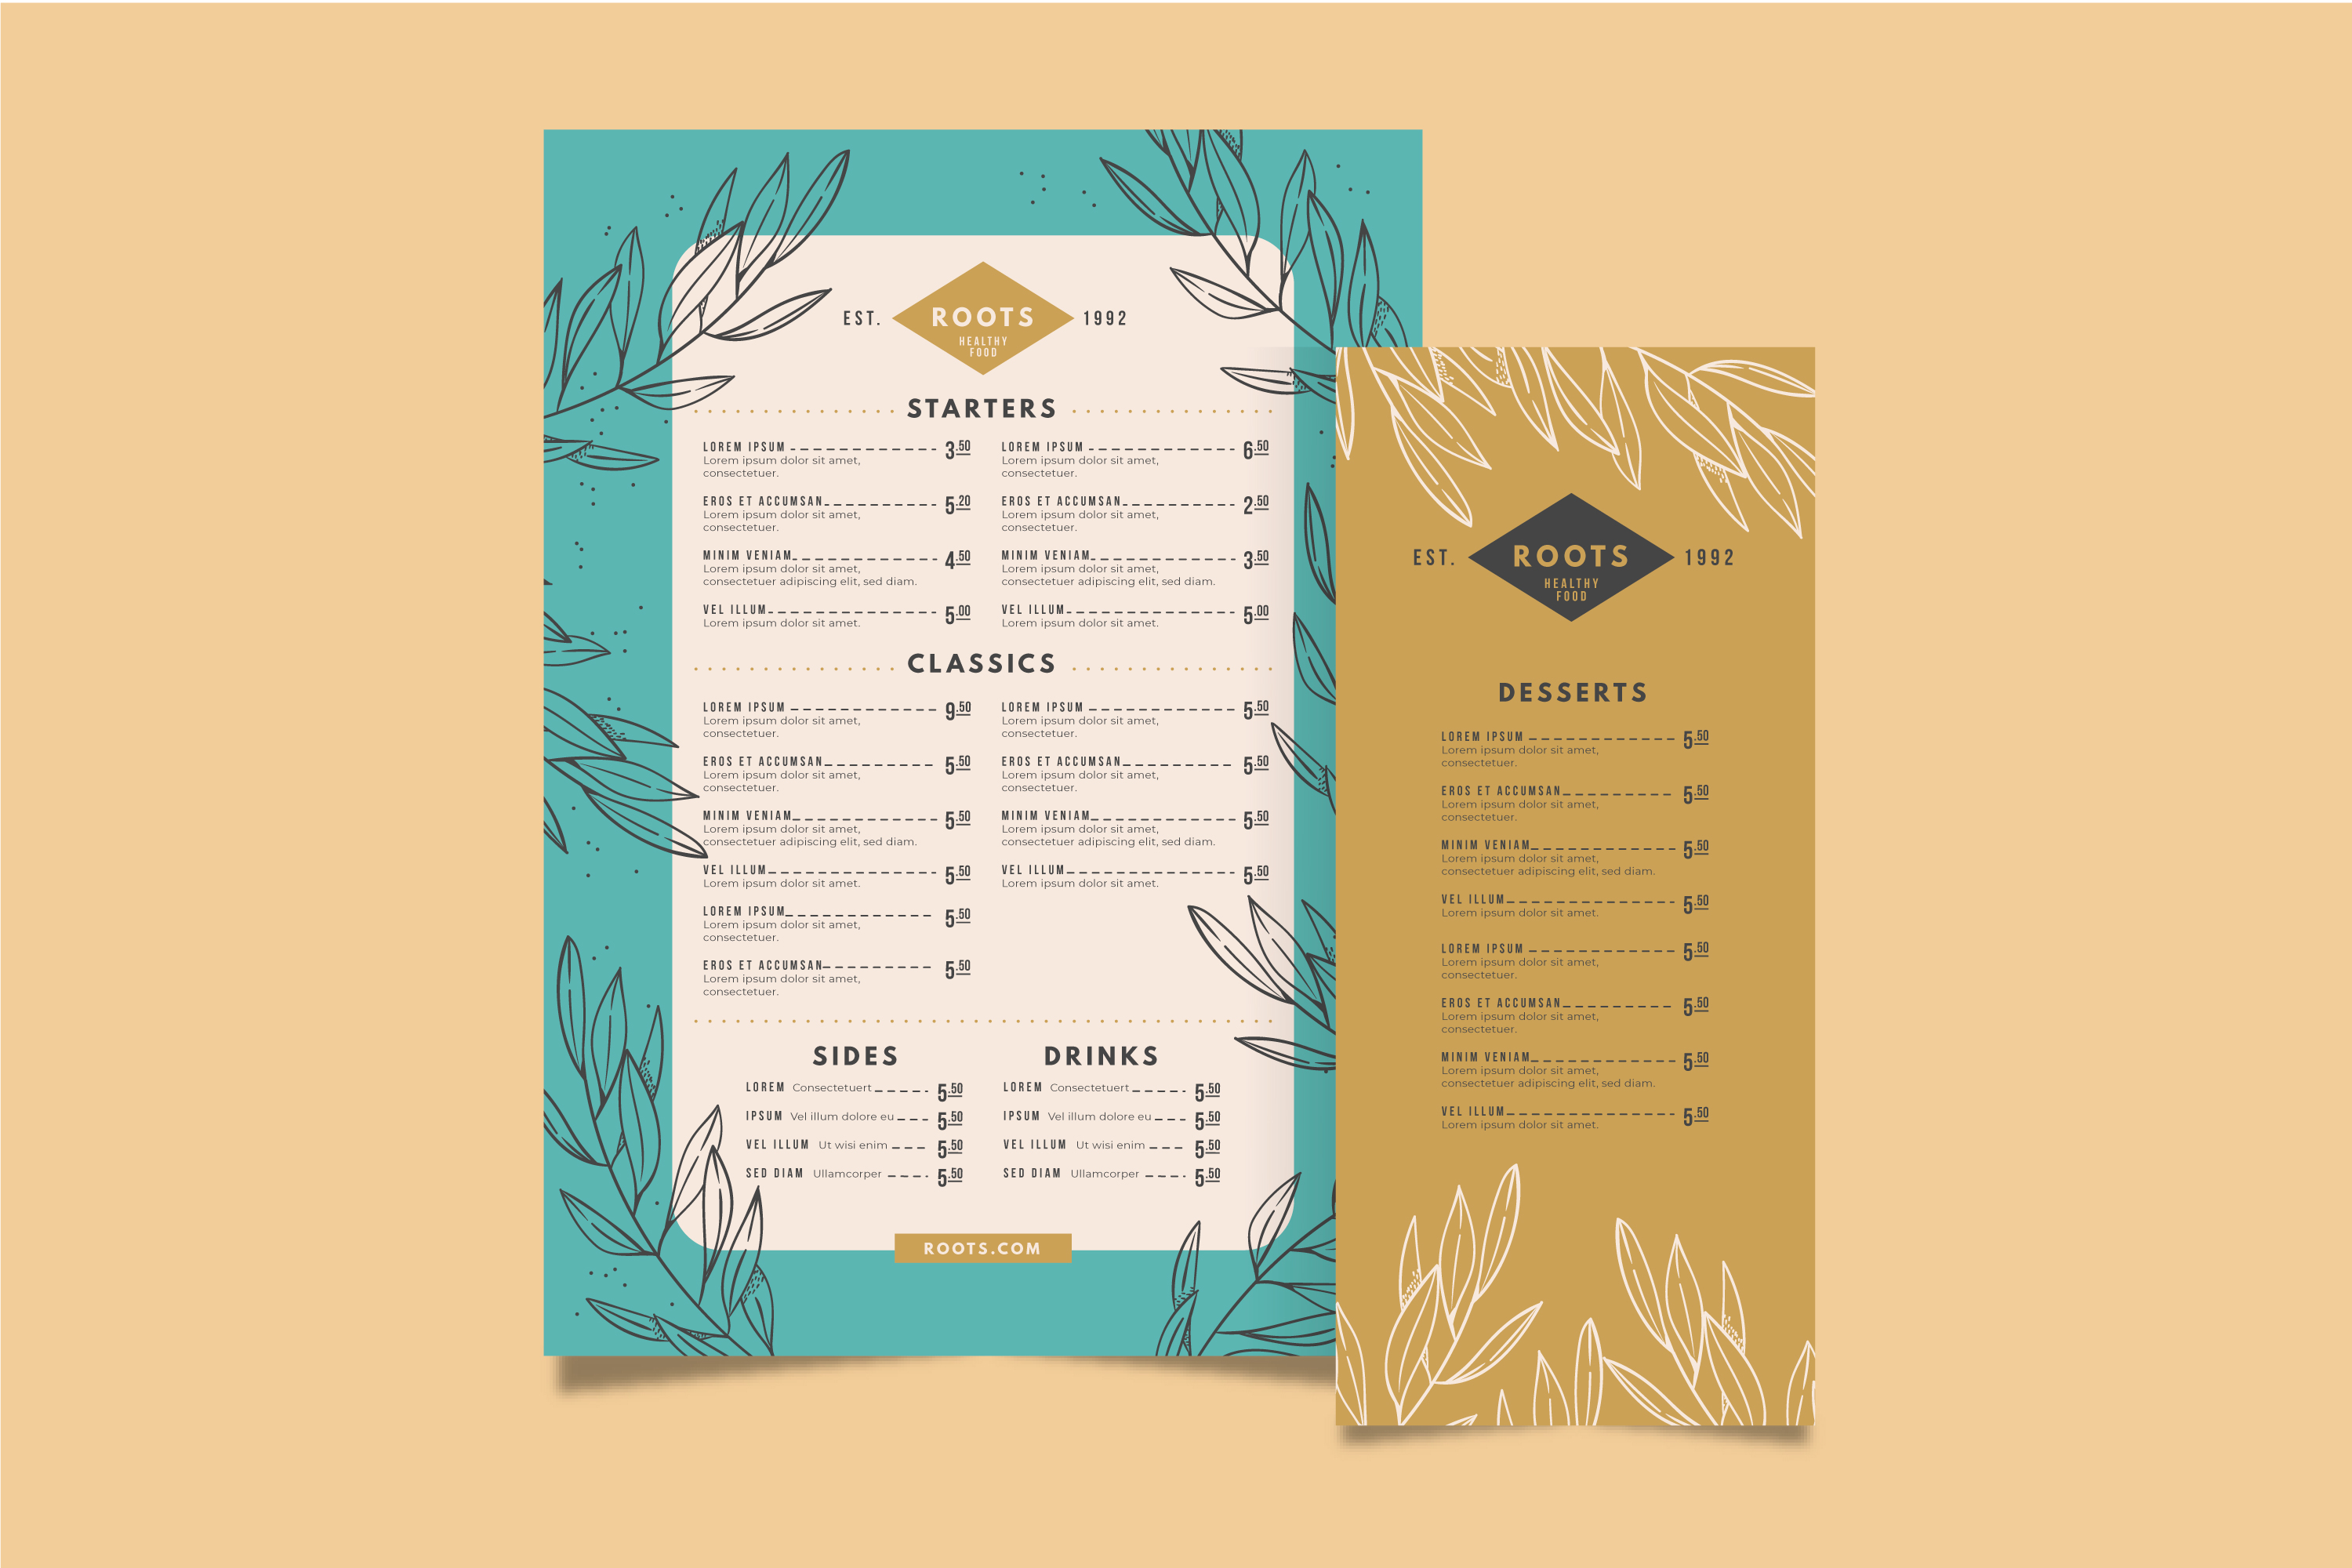 EST. ROOTS 1992
HEALTHY
FOOD
STARTERS
LOREM IPSUM 3.50
Lorem ipsum dolor sit amet,
consectetuer.
EROS ET ACCUMSAN 5.20
Lorem ipsum dolor sit amet,
consectetuer.
MINIM VENIAM 4.50
Lorem ipsum dolor sit amet,
consectetuer adipiscing elit, sed diam.
VEL ILLUM 5.00
Lorem ipsum dolor sit amet.
LOREM IPSUM 6.50
Lorem ipsum dolor sit amet,
consectetuer.
EROS ET ACCUMSAN 2.50
Lorem ipsum dolor sit amet,
consectetuer.
MINIM VENIAM 3.50
Lorem ipsum dolor sit amet,
consectetuer adipiscing elit, sed diam.
VEL ILLUM 5.00
Lorem ipsum dolor sit amet.
CLASSICS
LOREM IPSUM 9.50
Lorem ipsum dolor sit amet,
consectetuer.
EROS ET ACCUMSAN 5.50
Lorem ipsum dolor sit amet,
consectetuer.
MINIM VENIAM 5.50
Lorem ipsum dolor sit amet,
consectetuer adipiscing elit, sed diam.
VEL ILLUM 5.50
Lorem ipsum dolor sit amet.
LOREM IPSUM 5.50
Lorem ipsum dolor sit amet,
consectetuer.
EROS ET ACCUMSAN 5.50
Lorem ipsum dolor sit amet,
consectetuer.
LOREM IPSUM 5.50
Lorem ipsum dolor sit amet,
consectetuer.
EROS ET ACCUMSAN 5.50
Lorem ipsum dolor sit amet,
consectetuer.
MINIM VENIAM 5.50
Lorem ipsum dolor sit amet,
consectetuer adipiscing elit, sed diam.
VEL ILLUM 5.50
Lorem ipsum dolor sit amet.
SIDES
LOREM Consectetuert 5.50
IPSUM Vel illum dolore eu 5.50
VEL ILLUM Ut wisi enim 5.50
SED DIAM Ullamcorper 5.50
DRINKS
LOREM Consectetuert 5.50
IPSUM Vel illum dolore eu 5.50
VEL ILLUM Ut wisi enim 5.50
SED DIAM Ullamcorper 5.50
ROOTS.COM
EST. ROOTS 1992
HEALTHY
FOOD
DESSERTS
LOREM IPSUM 5.50
Lorem ipsum dolor sit amet,
consectetuer.
EROS ET ACCUMSAN 5.50
Lorem ipsum dolor sit amet,
consectetuer.
MINIM VENIAM 5.50
Lorem ipsum dolor sit amet,
consectetuer adipiscing elit, sed diam.
VEL ILLUM 5.50
Lorem ipsum dolor sit amet.
LOREM IPSUM 5.50
Lorem ipsum dolor sit amet,
consectetuer.
EROS ET ACCUMSAN 5.50
Lorem ipsum dolor sit amet,
consectetuer.
MINIM VENIAM 5.50
Lorem ipsum dolor sit amet,
consectetuer adipiscing elit, sed diam.
VEL ILLUM 5.50
Lorem ipsum dolor sit amet.